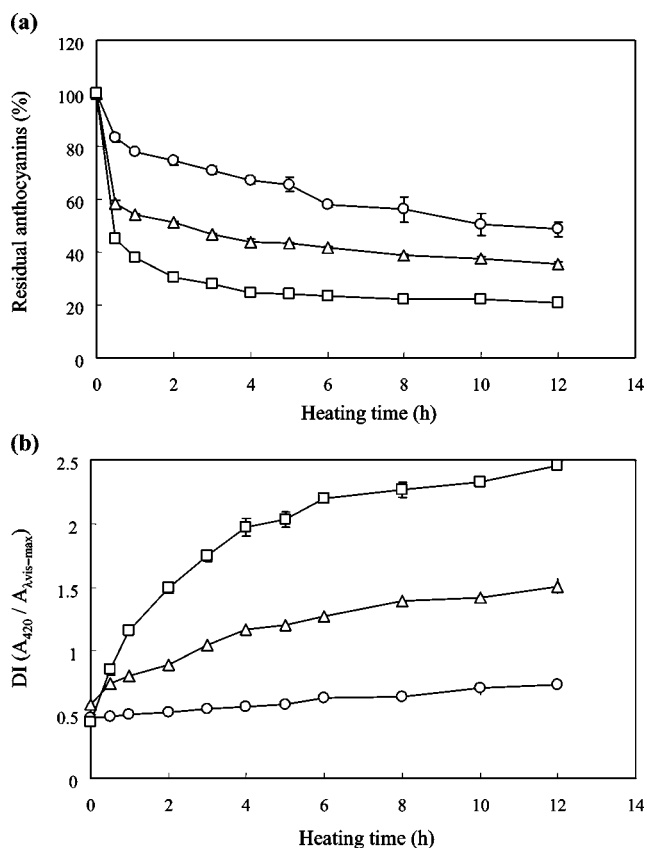 (a)
120
100
80
60
40
20
0
Residual anthocyanins (%)
0 2 4 6 8 10 12 14
Heating time (h)
(b)
2.5
2
1.5
1
0.5
0
DI (A420 / Aλvis-max)
0 2 4 6 8 10 12 14
Heating time (h)